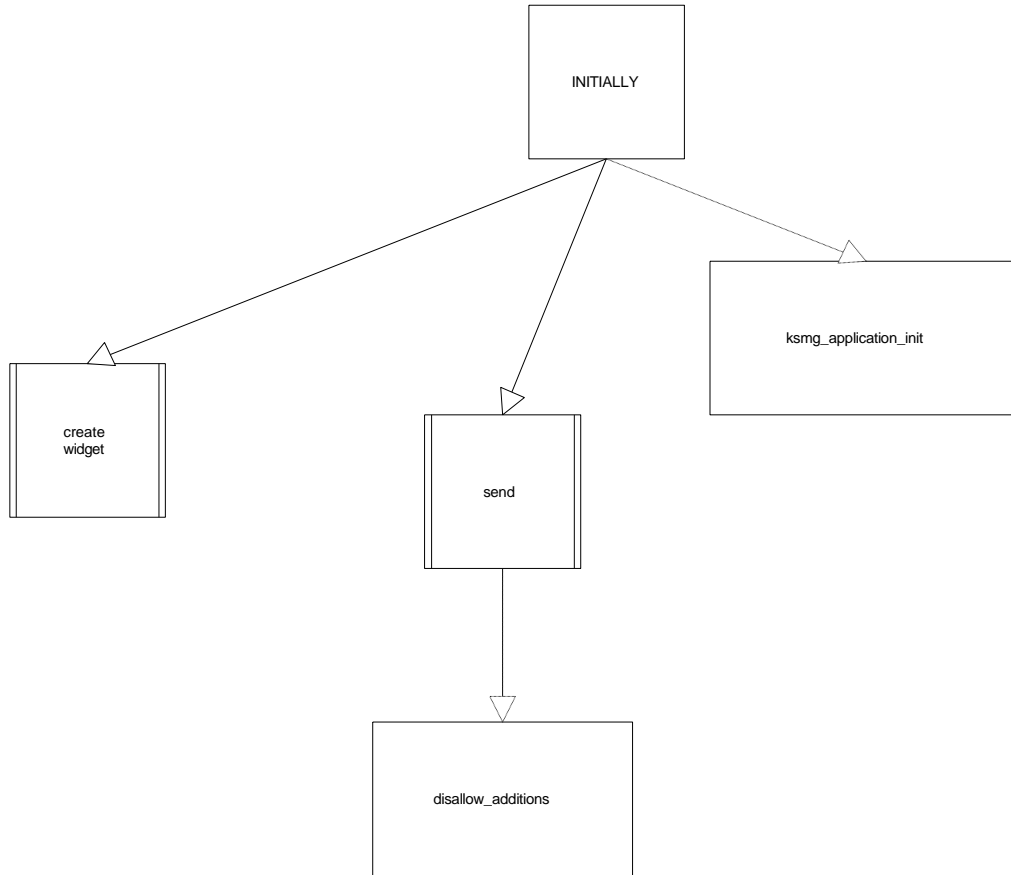 INITIALLY
ksmg_application_init
create
widget
send
disallow_additions